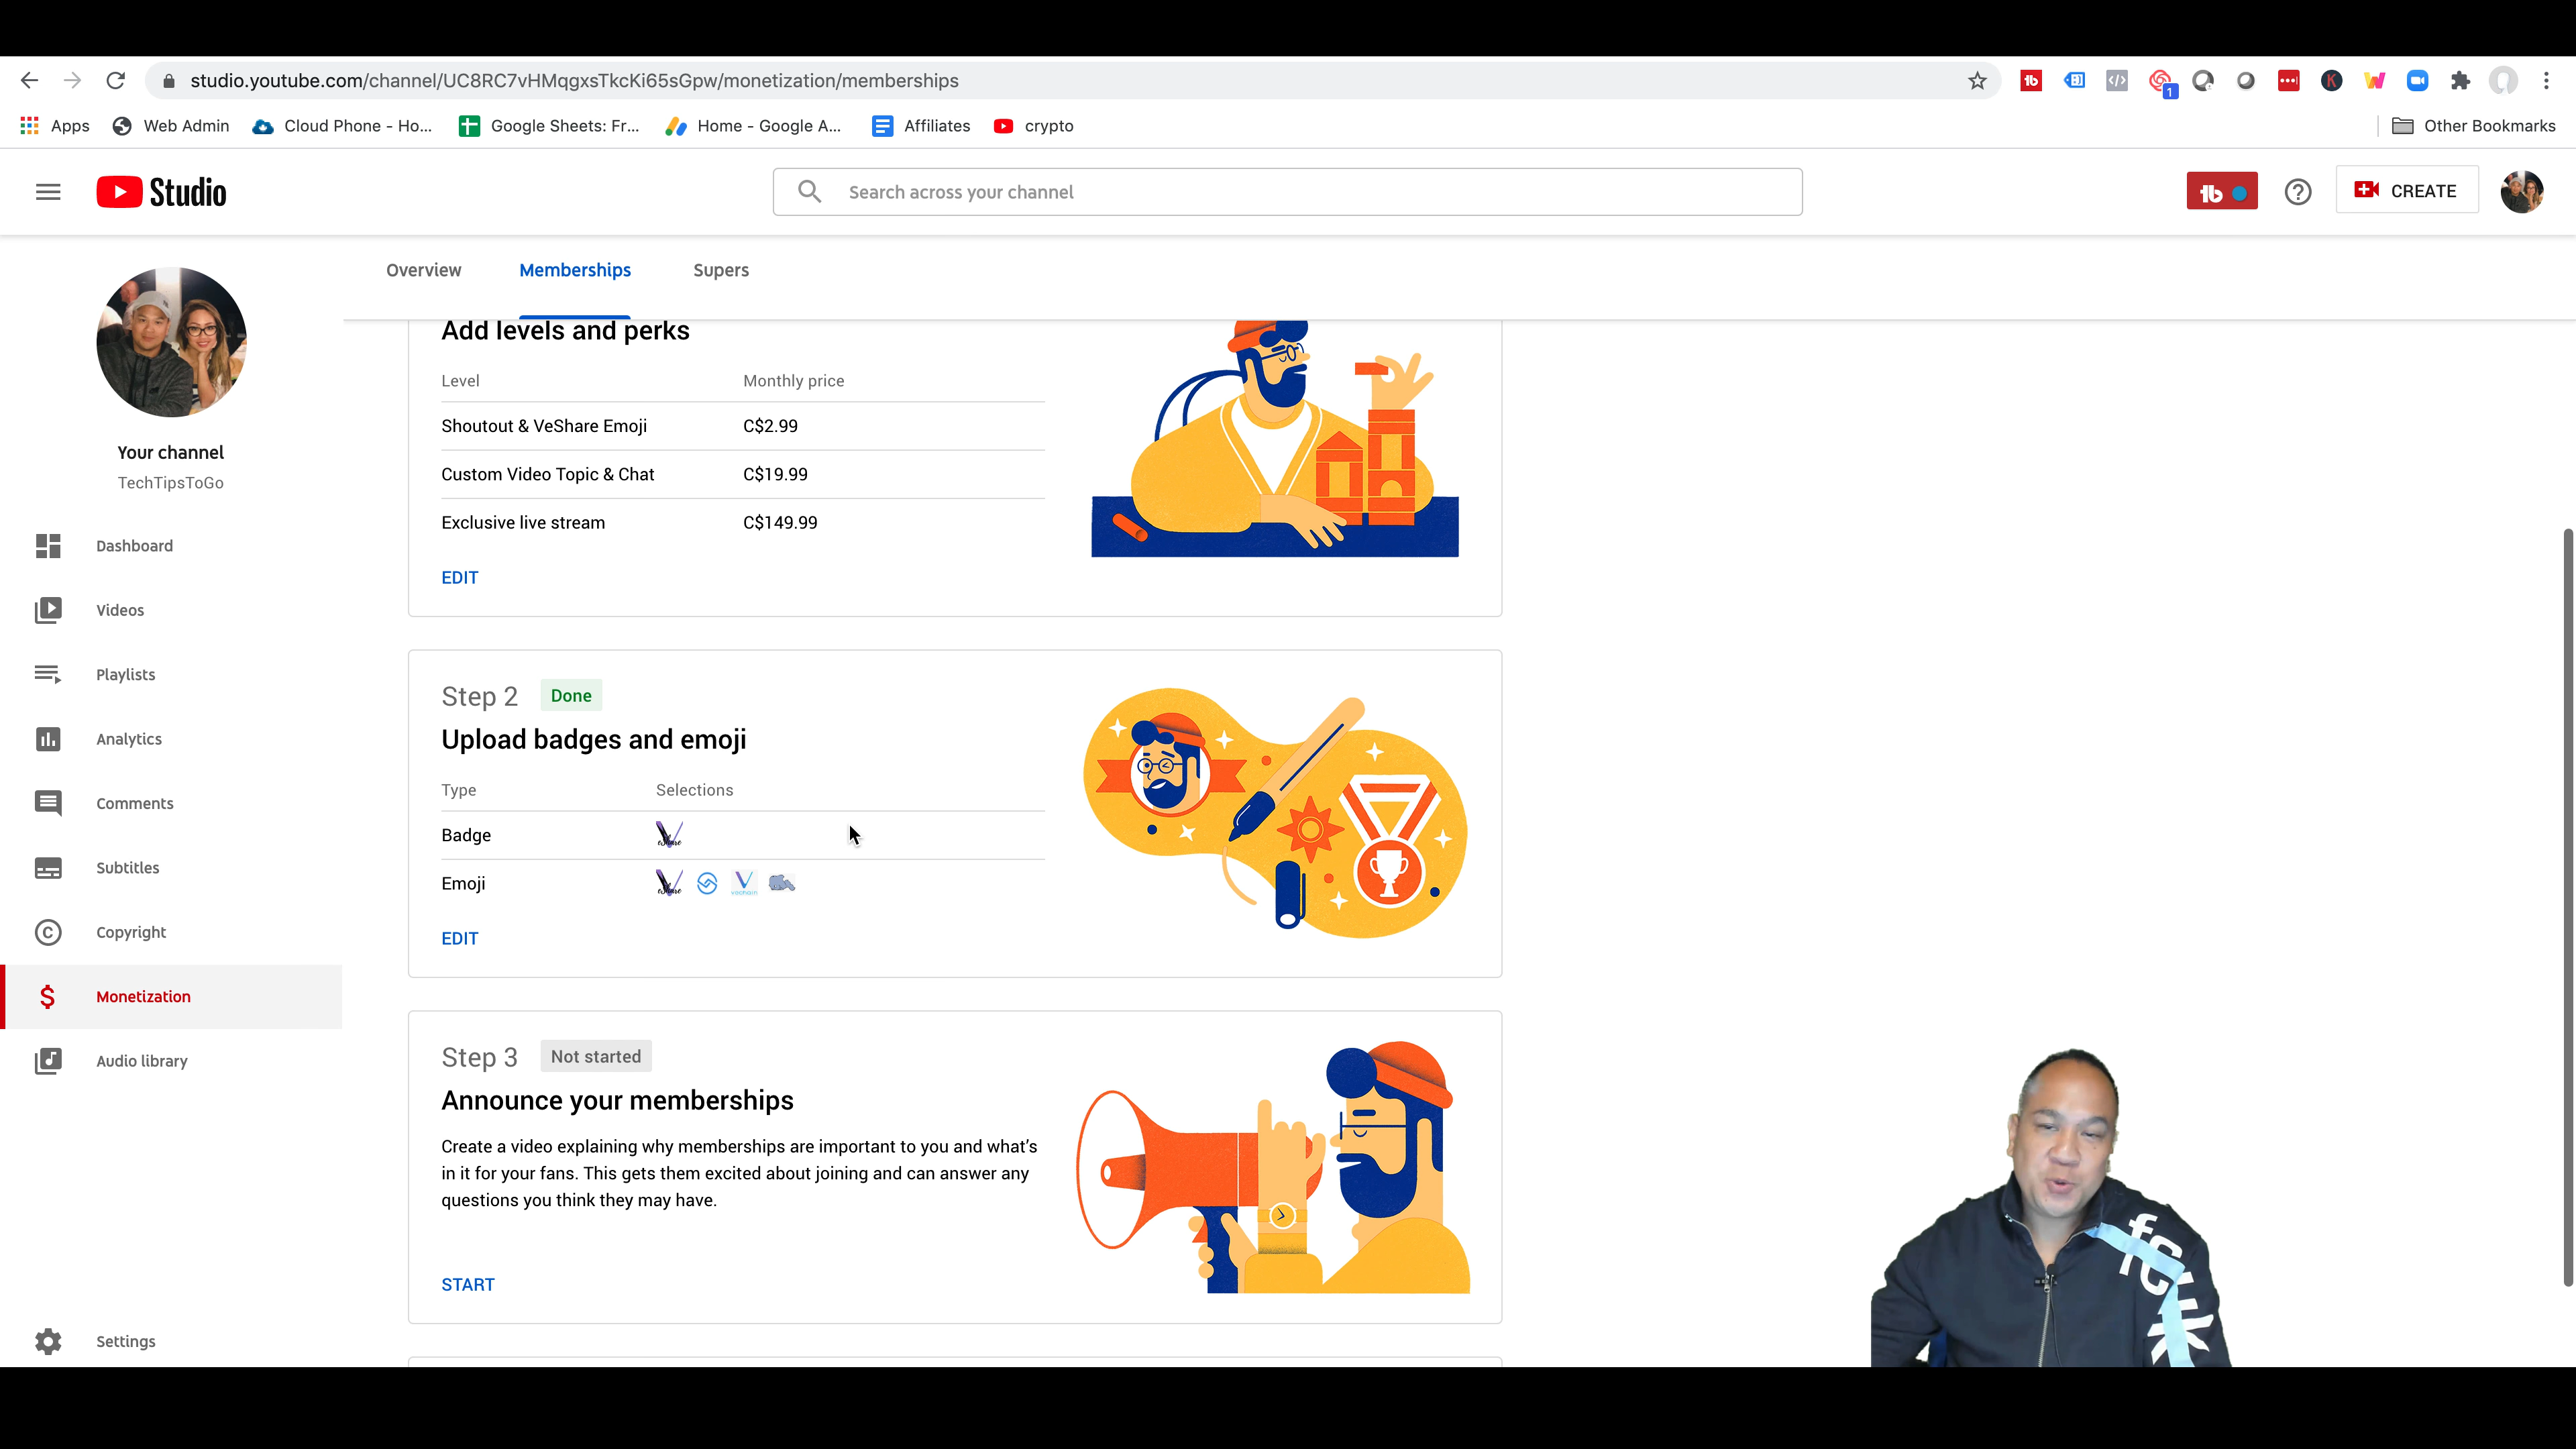 studio.youtube.com/channel/UC8RC7vHMqgxsTkcKi65sGpw/monetization/memberships
1
Apps
Web Admin
Cloud Phone - Ho...
Google Sheets: Fr...
Home - Google A...
Affiliates
crypto
Other Bookmarks
Studio
Search across your channel
CREATE
Overview
Memberships
Supers
Your channel
TechTipsToGo
Dashboard
Videos
Playlists
Analytics
Comments
Subtitles
Copyright
Monetization
Audio library
Settings
Add levels and perks
Level Monthly price
Shoutout & VeShare Emoji C$2.99
Custom Video Topic & Chat C$19.99
Exclusive live stream C$149.99
EDIT
Step 2 Done
Upload badges and emoji
Type Selections
Badge
Emoji
EDIT
Step 3 Not started
Announce your memberships
Create a video explaining why memberships are important to you and what's
in it for your fans. This gets them excited about joining and can answer any
questions you think they may have.
START